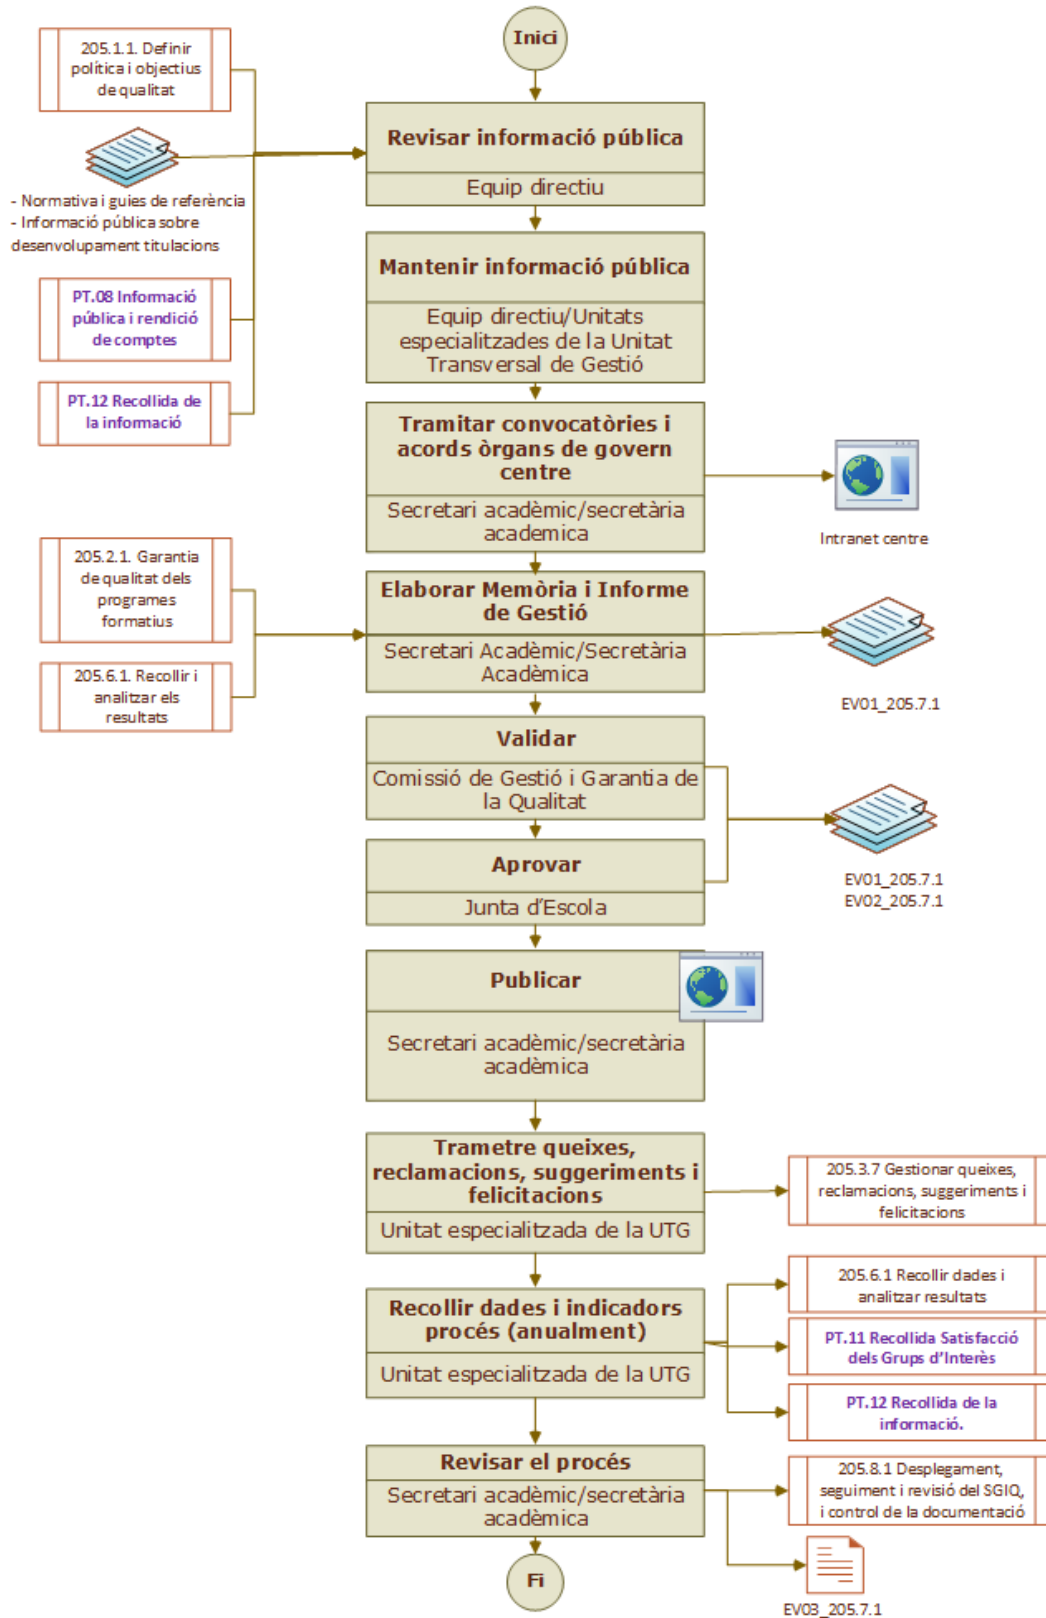 Inici
205.1.1. Definir
política i objectius
de qualitat
Revisar informació pública
Equip directiu
- Normativa i guies de referència
- Informació pública sobre
desenvolupament titulacions
Mantenir informació pública
Equip directiu/Unitats
especialitzades de la Unitat
Transversal de Gestió
PT.08 Informació
pública i rendició
de comptes
PT.12 Recollida de
la informació
Tramitar convocatòries i
acords òrgans de govern
centre
Secretari acadèmic/secretària
academica
Intranet centre
205.2.1. Garantia
de qualitat dels
programes
formatius
205.6.1. Recollir i
analitzar els
resultats
Elaborar Memòria i Informe
de Gestió
Secretari Acadèmic/Secretària
Acadèmica
EV01_205.7.1
Validar
Comissió de Gestió i Garantia de
la Qualitat
Aprovar
Junta d'Escola
EV01_205.7.1
EV02_205.7.1
Publicar
Secretari acadèmic/secretària
acadèmica
Trametre queixes,
reclamacions, suggeriments i
felicitacions
Unitat especialitzada de la UTG
205.3.7 Gestionar queixes,
reclamacions, suggeriments i
felicitacions
Recollir dades i indicadors
procés (anualment)
Unitat especialitzada de la UTG
205.6.1 Recollir dades i
analitzar resultats
PT.11 Recollida Satisfacció
dels Grups d'Interès
PT.12 Recollida de la
informació.
Revisar el procés
Secretari acadèmic/secretària
acadèmica
205.8.1 Desplegament,
seguiment i revisió del SGIQ,
i control de la documentació
Fi
EV03_205.7.1